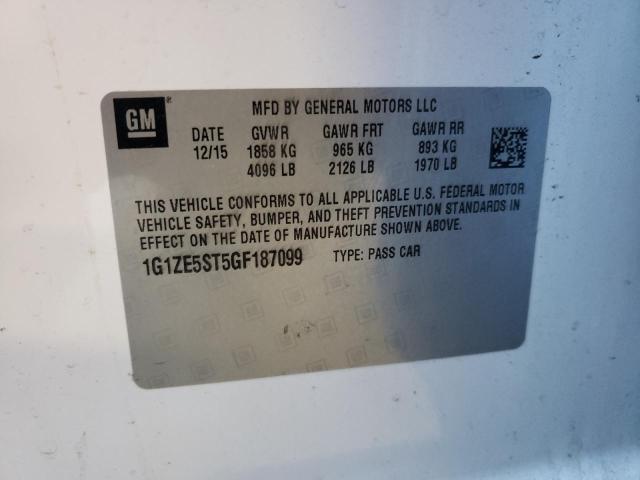 GM
MFD BY GENERAL MOTORS LLC
DATE GVWR GAWR FRT GAWR RR
12/15 1858 KG 965 KG 893 KG
4096 LB 2126 LB 1970 LB
THIS VEHICLE CONFORMS TO ALL APPLICABLE U.S. FEDERAL MOTOR
VEHICLE SAFETY, BUMPER, AND THEFT PREVENTION STANDARDS IN
EFFECT ON THE DATE OF MANUFACTURE SHOWN ABOVE.
1G1ZE5ST5GF187099 TYPE: PASS CAR